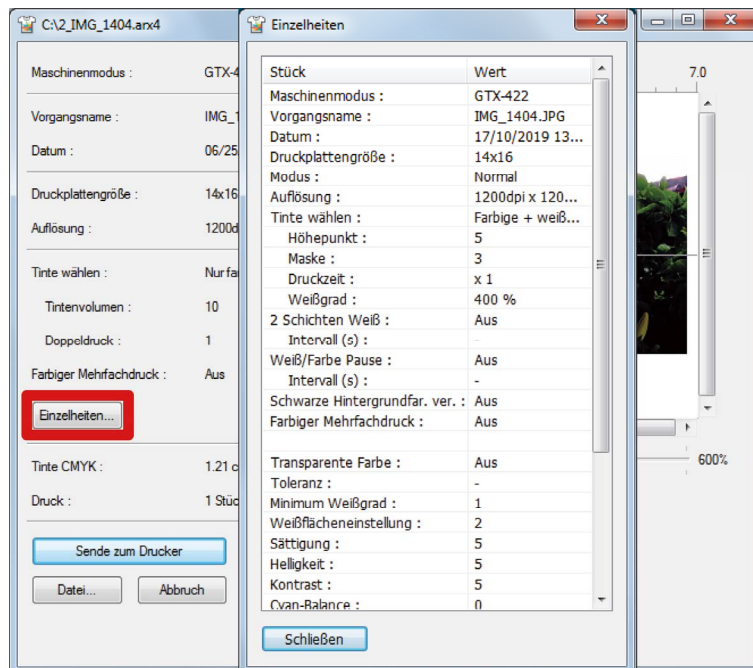 C:\2_IMG_1404.arx4
Maschinenmodus : GTX-4
Vorgangsname : IMG_1
Datum : 06/25
Druckplattengröße : 14x16
Auflösung : 1200d
Tinte wählen : Nur fa
Tintenvolumen : 10
Doppeldruck : 1
Farbiger Mehrfachdruck : Aus
Einzelheiten...
Tinte CMYK : 1.21 c
Druck : 1 Stüc
Sende zum Drucker
Datei... Abbruch
Einzelheiten
Stück Wert
Maschinenmodus : GTX-422
Vorgangsname : IMG_1404.JPG
Datum : 17/10/2019 13...
Druckplattengröße : 14x16
Modus : Normal
Auflösung : 1200dpi x 120...
Tinte wählen : Farbige + weiß...
Höhepunkt : 5
Maske : 3
Druckzeit : x 1
Weißgrad : 400 %
2 Schichten Weiß : Aus
Intervall (s) : -
Weiß/Farbe Pause : Aus
Intervall (s) : -
Schwarze Hintergrundfar. ver. : Aus
Farbiger Mehrfachdruck : Aus
Transparente Farbe : Aus
Toleranz : -
Minimum Weißgrad : 1
Weißflächeneinstellung : 2
Sättigung : 5
Helligkeit : 5
Kontrast : 5
Cyan-Balance : 0
Schließen
7.0
600%